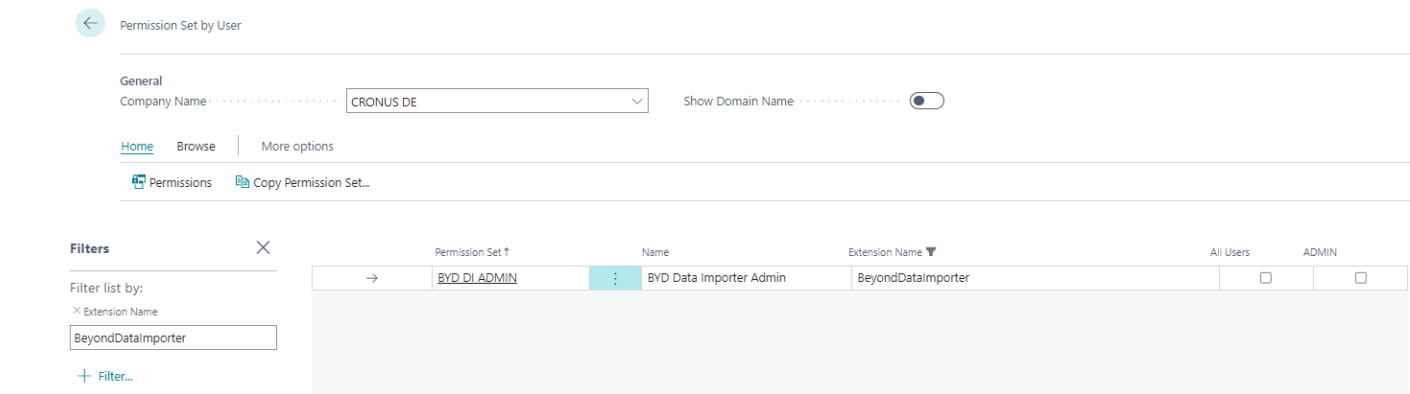 Permission Set by User
General
Company Name CRONUS DE Show Domain Name
Home Browse More options
Permissions Copy Permission Set...
Filters
Permission Set Name Extension Name All Users ADMIN
BYD DI ADMIN BYD Data Importer Admin BeyondDataImporter
Filter list by:
Extension Name
BeyondDataImporter
Filter...